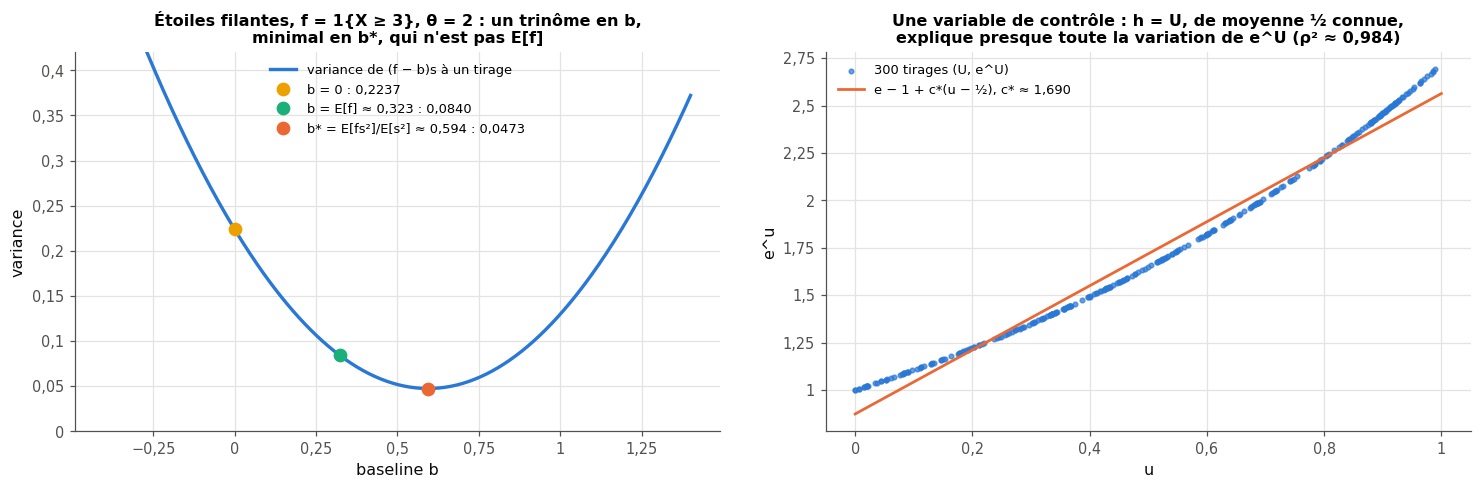 Étoiles filantes, f = 1{X ≥ 3}, θ = 2 : un trinôme en b,
minimal en b*, qui n'est pas E[f]
variance de (f − b)s à un tirage
b = 0 : 0,2237
b = E[f] ≈ 0,323 : 0,0840
b* = E[fs²]/E[s²] ≈ 0,594 : 0,0473
variance
0,4
0,35
0,3
0,25
0,2
0,15
0,1
0,05
0
−0,25
0
0,25
0,5
0,75
1
1,25
baseline b
Une variable de contrôle : h = U, de moyenne ½ connue,
explique presque toute la variation de e^U (ρ² ≈ 0,984)
300 tirages (U, e^U)
e − 1 + c*(u − ½), c* ≈ 1,690
e^u
2,75
2,5
2,25
2
1,75
1,5
1,25
1
0
0,2
0,4
0,6
0,8
1
u